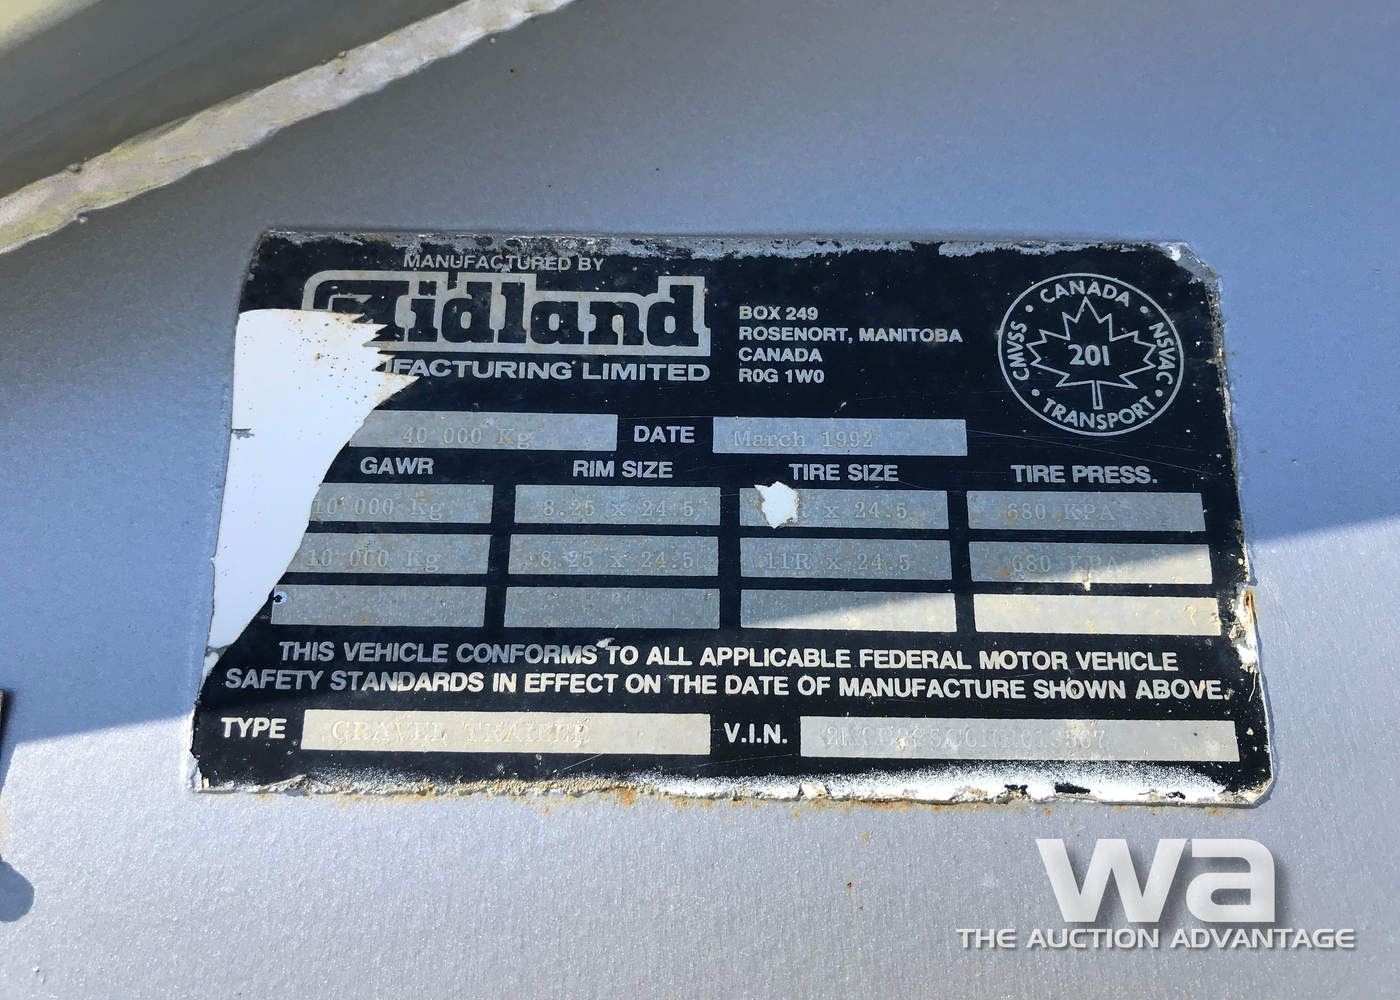 MANUFACTURED BY
Midland
UFACTURING LIMITED
BOX 249
ROSENORT, MANITOBA
CANADA
R0G 1W0
CANADA
CMVSS
201
NSVAC
TRANSPORT
40 000 Kg DATE March 1992
GAWR RIM SIZE TIRE SIZE TIRE PRESS.
10 000 Kg 8.25 x 24.5 R x 24.5 680 KPA
10 000 Kg 8.25 x 24.5 11R x 24.5 680 KPA
THIS VEHICLE CONFORMS TO ALL APPLICABLE FEDERAL MOTOR VEHICLE
SAFETY STANDARDS IN EFFECT ON THE DATE OF MANUFACTURE SHOWN ABOVE.
TYPE GRAVEL TRAILER V.I.N.
wa
THE AUCTION ADVANTAGE